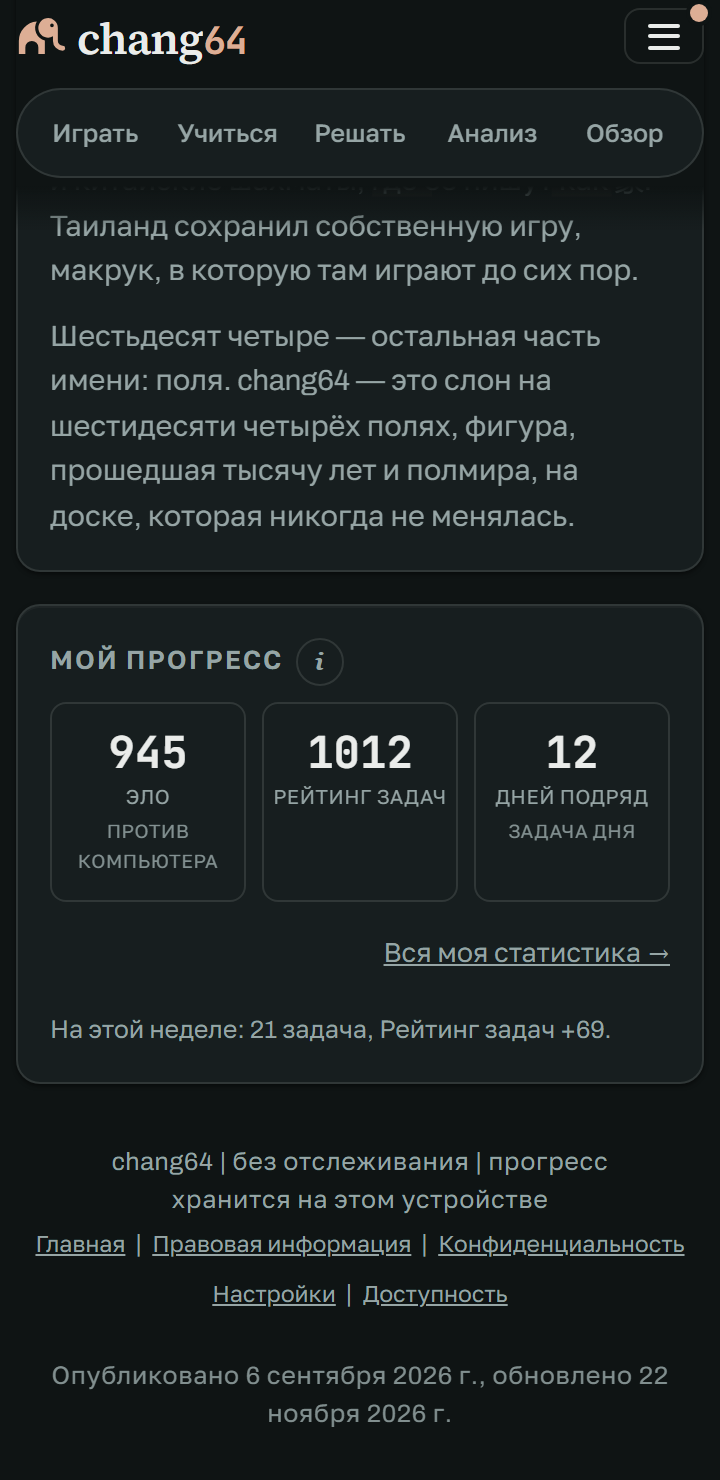 chang64
Играть Учиться Решать Анализ Обзор
Таиланд сохранил собственную игру,
макрук, в которую там играют до сих пор.
Шестьдесят четыре — остальная часть
имени: поля. chang64 — это слон на
шестидесяти четырёх полях, фигура,
прошедшая тысячу лет и полмира, на
доске, которая никогда не менялась.
МОЙ ПРОГРЕСС i
945
ЭЛО
ПРОТИВ
КОМПЬЮТЕРА
1012
РЕЙТИНГ ЗАДАЧ
12
ДНЕЙ ПОДРЯД
ЗАДАЧА ДНЯ
Вся моя статистика →
На этой неделе: 21 задача, Рейтинг задач +69.
chang64 | без отслеживания | прогресс
хранится на этом устройстве
Главная | Правовая информация | Конфиденциальность
Настройки | Доступность
Опубликовано 6 сентября 2026 г., обновлено 22
ноября 2026 г.